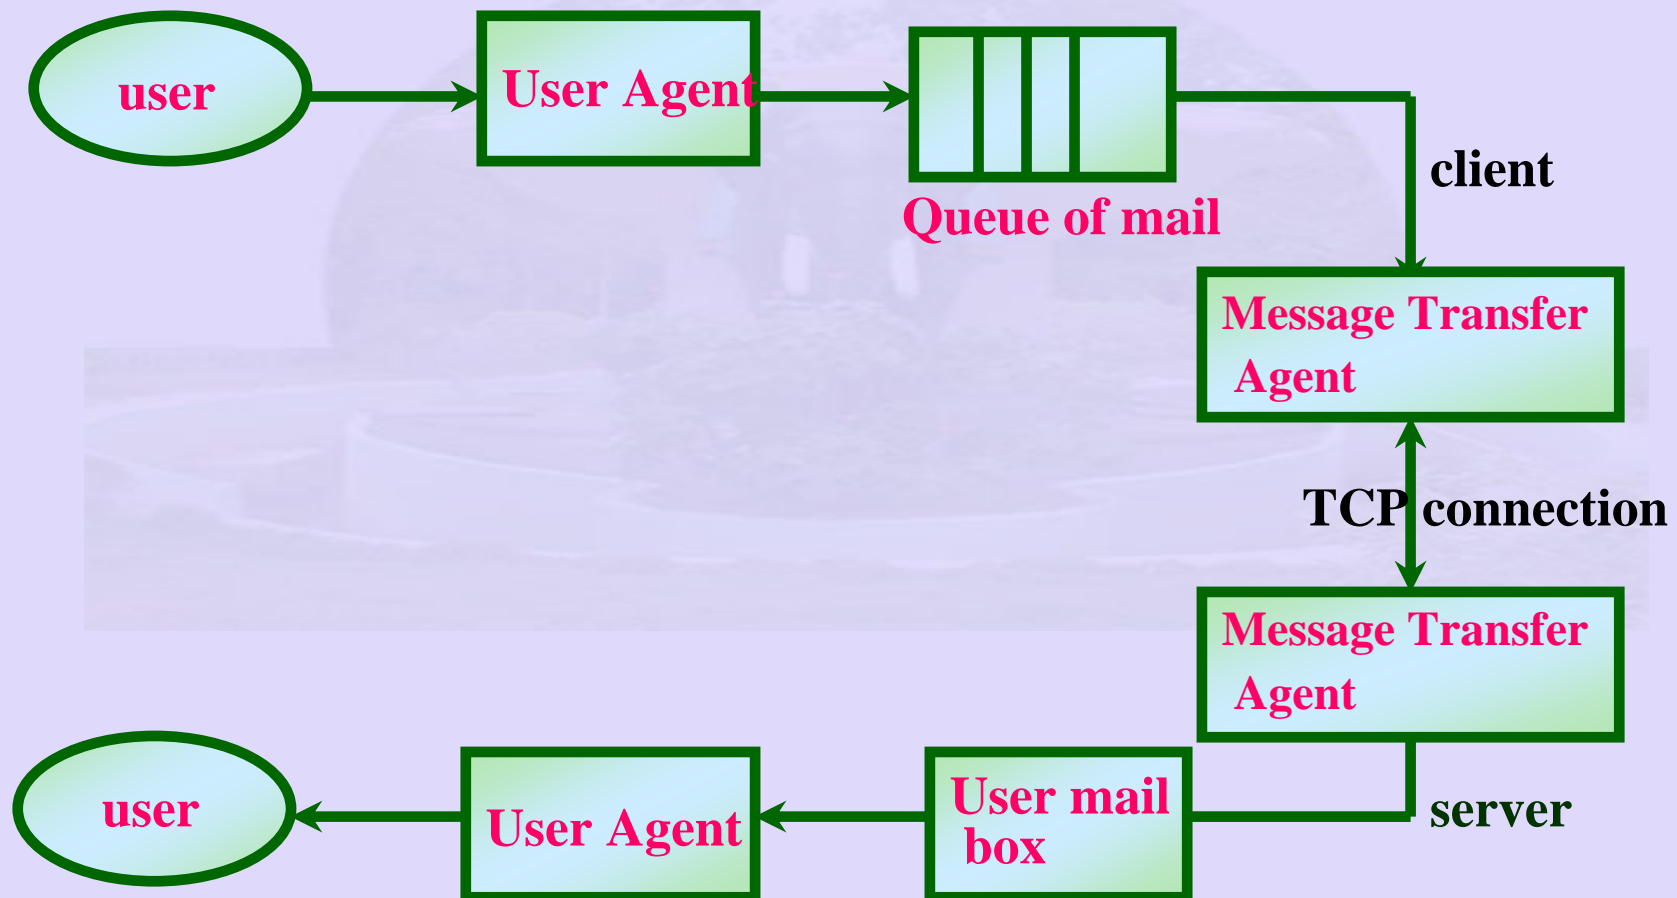 user
User Agent
Queue of mail
client
Message Transfer
Agent
TCP connection
Message Transfer
Agent
user
User Agent
User mail
box
server